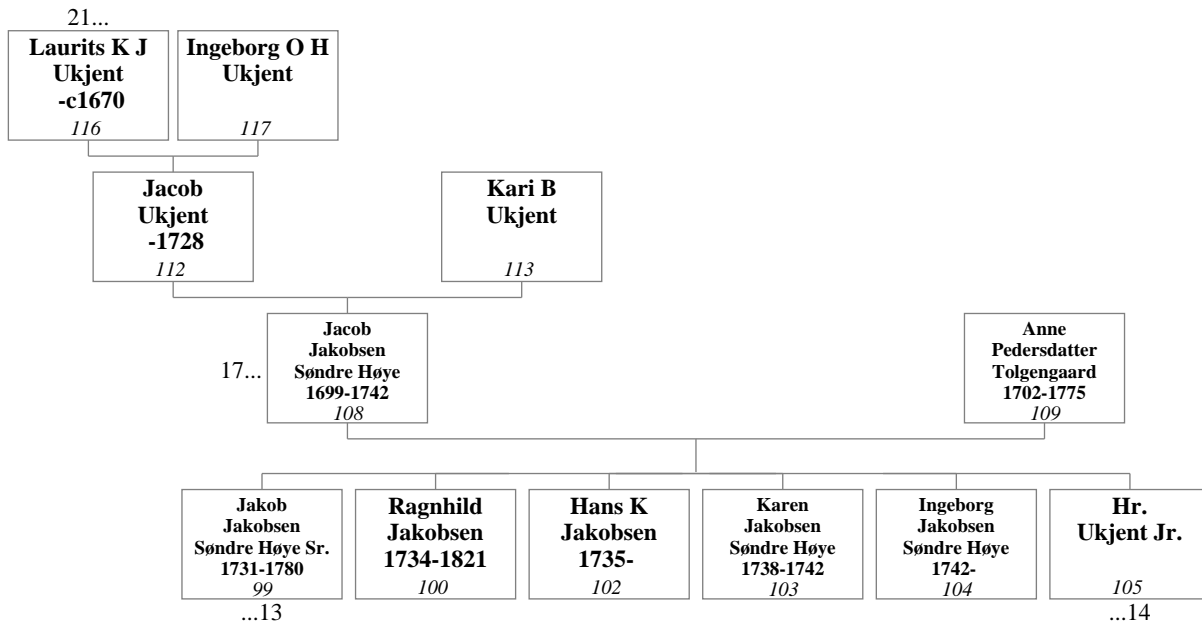 21...
Laurits K J
Ukjent
-c1670
116
Ingeborg O H
Ukjent
117
Jacob
Ukjent
-1728
112
Kari B
Ukjent
113
17...
Jacob
Jakobsen
Søndre Høye
1699-1742
108
Anne
Pedersdatter
Tolgengaard
1702-1775
109
Jakob
Jakobsen
Søndre Høye Sr.
1731-1780
99
...13
Ragnhild
Jakobsen
1734-1821
100
Hans K
Jakobsen
1735-
102
Karen
Jakobsen
Søndre Høye
1738-1742
103
Ingeborg
Jakobsen
Søndre Høye
1742-
104
Hr.
Ukjent Jr.
105
...14